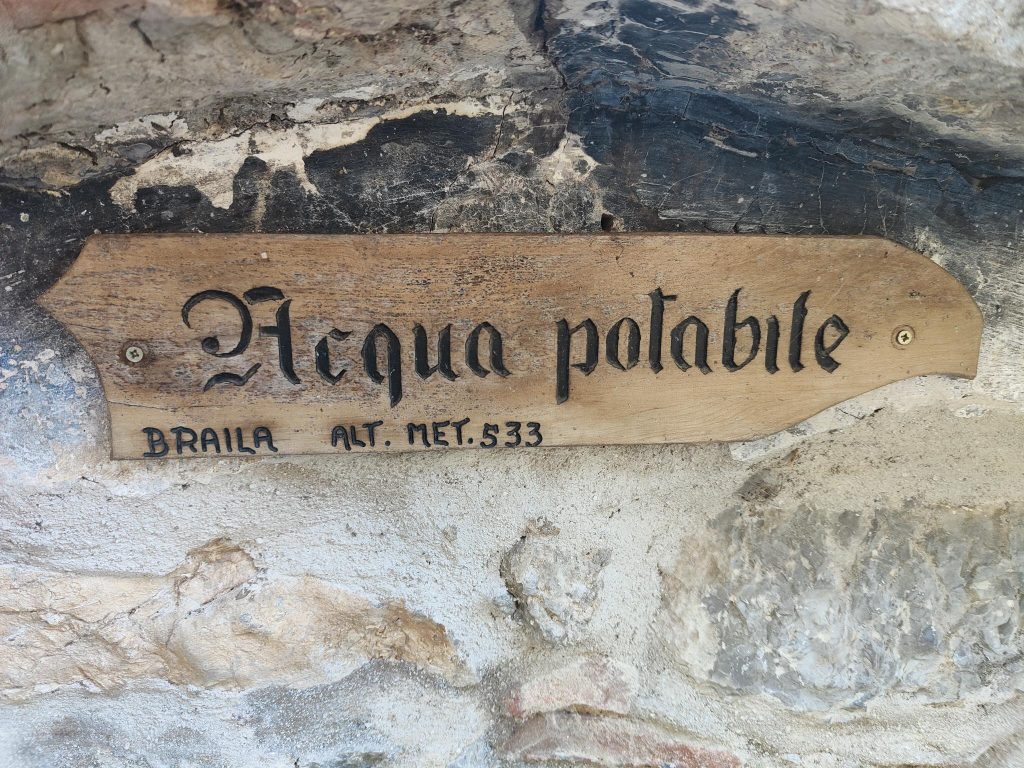 Acqua potabile
BRAILA ALT. MET. 533